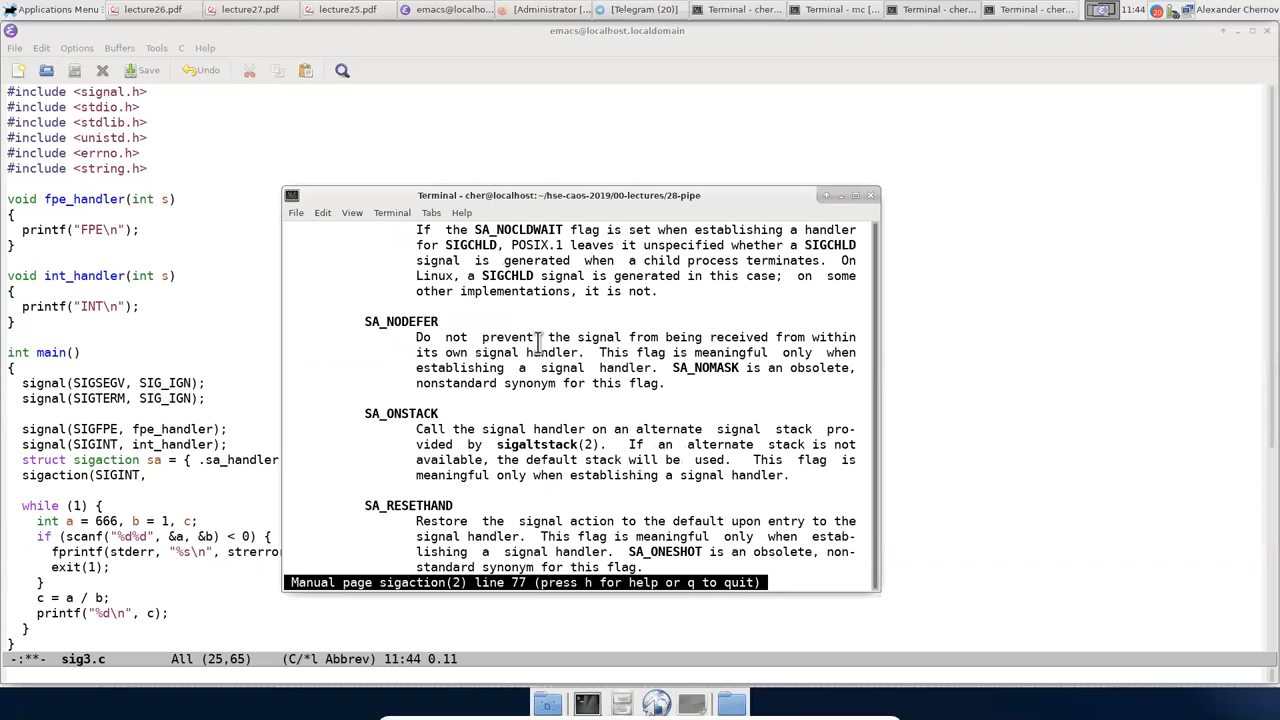 Applications Menu lecture26.pdf lecture27.pdf lecture25.pdf emacs@localho... [Administrator [... [Telegram (20)] Terminal - cher... Terminal - mc [... Terminal - cher... Terminal - cher... 11:44 20 Alexander Chernov
emacs@localhost.localdomain
File Edit Options Buffers Tools C Help
Save Undo
#include <signal.h>
#include <stdio.h>
#include <stdlib.h>
#include <unistd.h>
#include <errno.h>
#include <string.h>
void fpe_handler(int s)
{
printf("FPE\n");
}
void int_handler(int s)
{
printf("INT\n");
}
int main()
{
signal(SIGSEGV, SIG_IGN);
signal(SIGTERM, SIG_IGN);
signal(SIGFPE, fpe_handler);
signal(SIGINT, int_handler);
struct sigaction sa = { .sa_handler
sigaction(SIGINT,
while (1) {
int a = 666, b = 1, c;
if (scanf("%d%d", &a, &b) < 0) {
fprintf(stderr, "%s\n", strerro
exit(1);
}
c = a / b;
printf("%d\n", c);
}
}
-:**- sig3.c All (25,65) (C/*l Abbrev) 11:44 0.11
Terminal - cher@localhost:~/hse-caos-2019/00-lectures/28-pipe
File Edit View Terminal Tabs Help
If the SA_NOCLDWAIT flag is set when establishing a handler
for SIGCHLD, POSIX.1 leaves it unspecified whether a SIGCHLD
signal is generated when a child process terminates. On
Linux, a SIGCHLD signal is generated in this case; on some
other implementations, it is not.
SA_NODEFER
Do not prevent the signal from being received from within
its own signal handler. This flag is meaningful only when
establishing a signal handler. SA_NOMASK is an obsolete,
nonstandard synonym for this flag.
SA_ONSTACK
Call the signal handler on an alternate signal stack pro-
vided by sigaltstack(2). If an alternate stack is not
available, the default stack will be used. This flag is
meaningful only when establishing a signal handler.
SA_RESETHAND
Restore the signal action to the default upon entry to the
signal handler. This flag is meaningful only when estab-
lishing a signal handler. SA_ONESHOT is an obsolete, non-
standard synonym for this flag.
Manual page sigaction(2) line 77 (press h for help or q to quit)